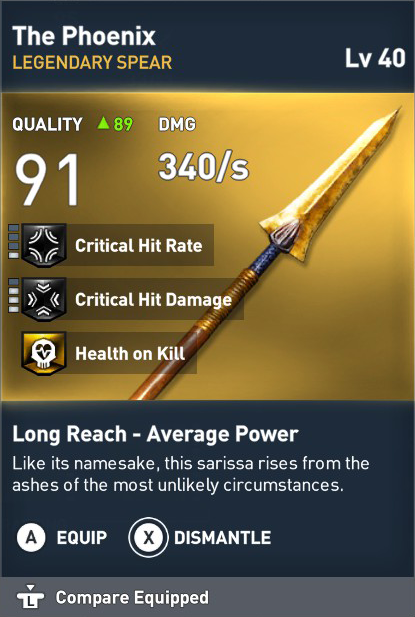 The Phoenix
LEGENDARY SPEAR
Lv 40
QUALITY ▲89 DMG
91 340/s
Critical Hit Rate
Critical Hit Damage
Health on Kill
Long Reach - Average Power
Like its namesake, this sarissa rises from the
ashes of the most unlikely circumstances.
A EQUIP X DISMANTLE
L Compare Equipped